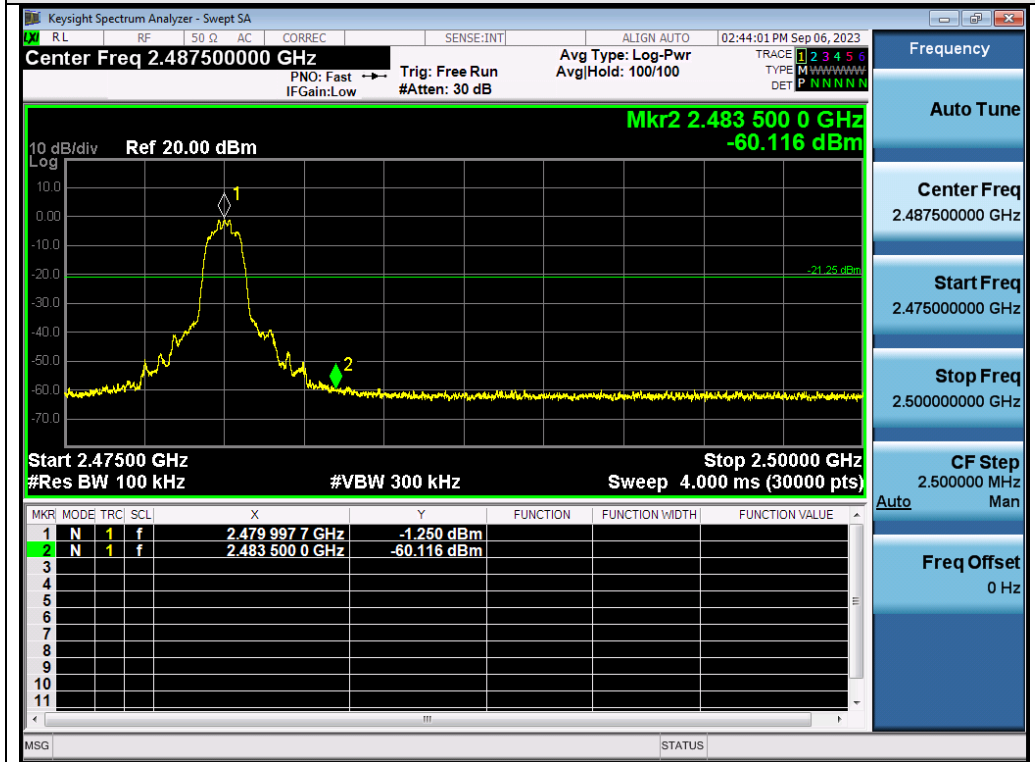 Keysight Spectrum Analyzer - Swept SA
LXI RL RF 50 Ω AC CORREC SENSE:INT ALIGN AUTO 02:44:01 PM Sep 06, 2023
Center Freq 2.487500000 GHz
PNO: Fast
IFGain:Low
Trig: Free Run
#Atten: 30 dB
Avg Type: Log-Pwr
Avg|Hold: 100/100
TRACE 1 2 3 4 5 6
TYPE M WWWWW
DET P N N N N N
Mkr2 2.483 500 0 GHz
-60.116 dBm
10 dB/div Ref 20.00 dBm
Log
10.0
0.00
-10.0
-20.0
-30.0
-40.0
-50.0
-60.0
-70.0
1
2
-21.25 dBm
Start 2.47500 GHz Stop 2.50000 GHz
#Res BW 100 kHz #VBW 300 kHz Sweep 4.000 ms (30000 pts)
MKR MODE TRC SCL X Y FUNCTION FUNCTION WIDTH FUNCTION VALUE
1 N 1 f 2.479 997 7 GHz -1.250 dBm
2 N 1 f 2.483 500 0 GHz -60.116 dBm
3
4
5
6
7
8
9
10
11
MSG STATUS
Frequency
Auto Tune
Center Freq
2.487500000 GHz
Start Freq
2.475000000 GHz
Stop Freq
2.500000000 GHz
CF Step
2.500000 MHz
Auto Man
Freq Offset
0 Hz